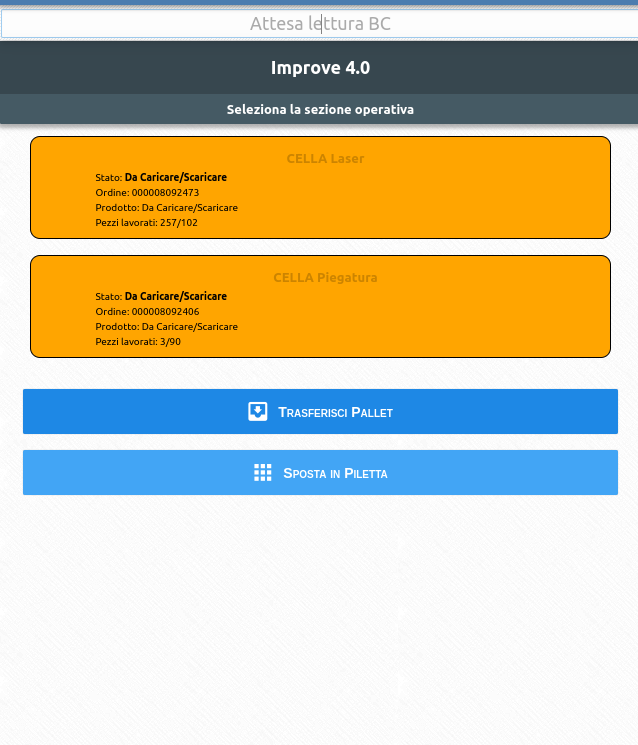 Attesa lettura BC
Improve 4.0
Seleziona la sezione operativa
CELLA Laser
Stato: Da Caricare/Scaricare
Ordine: 000008092473
Prodotto: Da Caricare/Scaricare
Pezzi lavorati: 257/102
CELLA Piegatura
Stato: Da Caricare/Scaricare
Ordine: 000008092406
Prodotto: Da Caricare/Scaricare
Pezzi lavorati: 3/90
Trasferisci Pallet
Sposta in Piletta